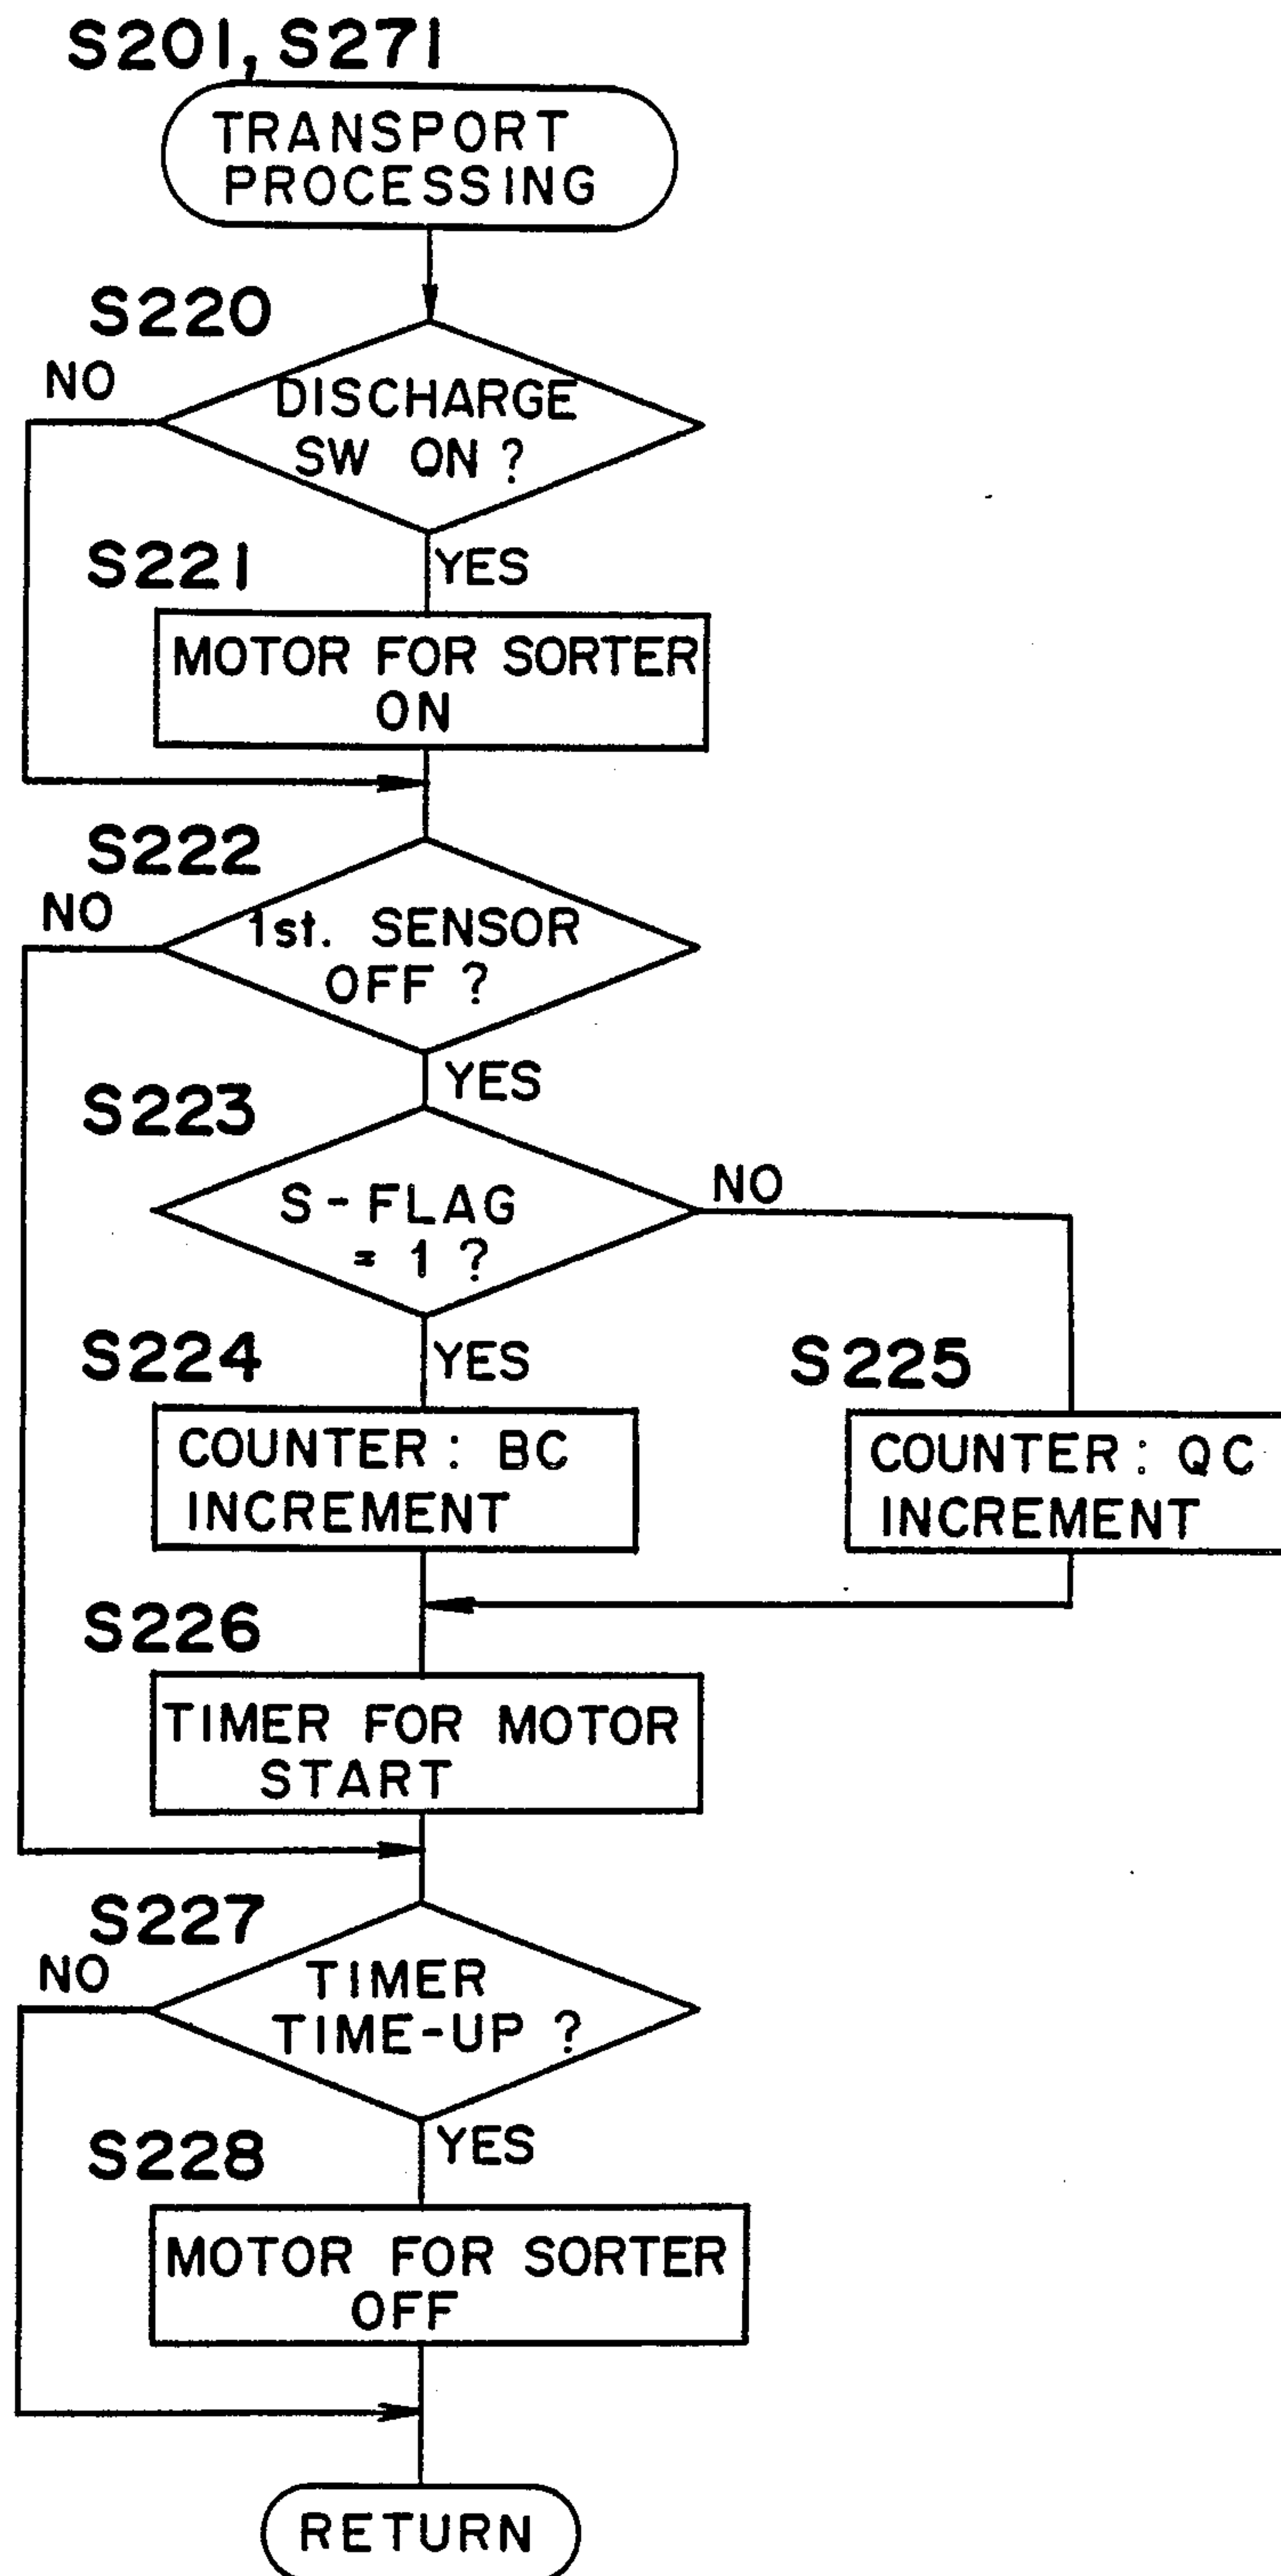 S201, S271
TRANSPORT
PROCESSING
S220
NO
DISCHARGE
SW ON ?
S221
YES
MOTOR FOR SORTER
ON
S222
NO
1st. SENSOR
OFF ?
YES
S223
S-FLAG
= 1 ?
NO
S224
YES
S225
COUNTER : BC
INCREMENT
COUNTER : QC
INCREMENT
S226
TIMER FOR MOTOR
START
S227
NO
TIMER
TIME-UP ?
YES
S228
MOTOR FOR SORTER
OFF
RETURN